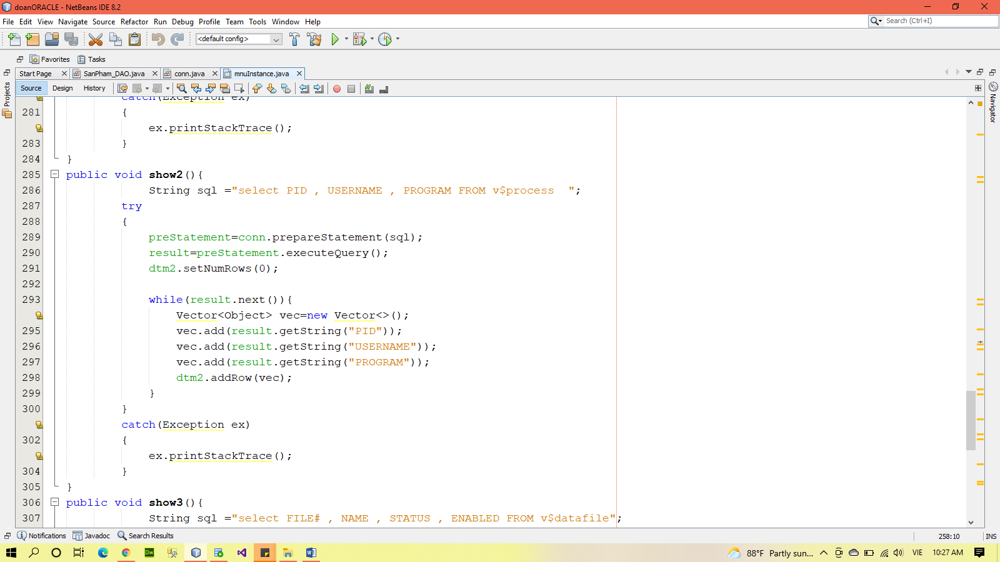 doanORACLE - NetBeans IDE 8.2
File Edit View Navigate Source Refactor Run Debug Profile Team Tools Window Help
Search (Ctrl+I)
<default config>
Favorites Tasks
Start Page SanPham_DAO.java conn.java mnuInstance.java
Source Design History
Projects
Navigator
catch(Exception ex)
281 {
ex.printStackTrace();
283 }
284 }
285 public void show2(){
286 String sql ="select PID , USERNAME , PROGRAM FROM v$process  ";
287 try
288 {
289 preStatement=conn.prepareStatement(sql);
290 result=preStatement.executeQuery();
291 dtm2.setNumRows(0);
292
293 while(result.next()){
Vector<Object> vec=new Vector<>();
295 vec.add(result.getString("PID"));
296 vec.add(result.getString("USERNAME"));
297 vec.add(result.getString("PROGRAM"));
298 dtm2.addRow(vec);
299 }
300 }
catch(Exception ex)
302 {
ex.printStackTrace();
304 }
305 }
306 public void show3(){
307 String sql ="select FILE# , NAME , STATUS , ENABLED FROM v$datafile";
Notifications Javadoc Search Results
258:10 INS
Dw
88°F Partly sun... VIE 10:27 AM